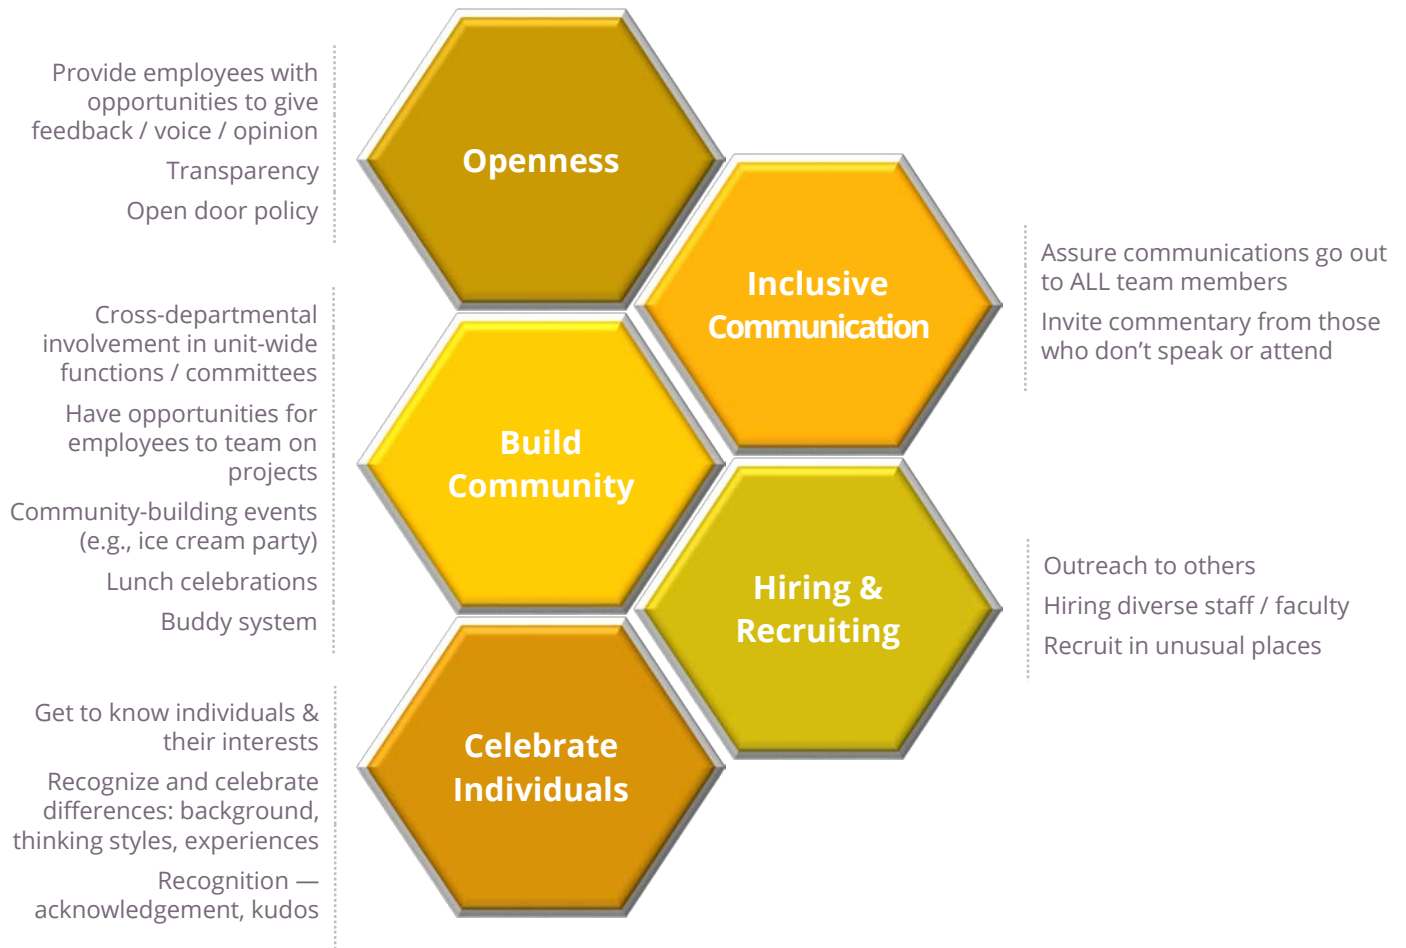 Provide employees with
opportunities to give
feedback / voice / opinion
Transparency
Open door policy
Openness
Inclusive
Communication
Assure communications go out
to ALL team members
Invite commentary from those
who don’t speak or attend
Cross-departmental
involvement in unit-wide
functions / committees
Have opportunities for
employees to team on
projects
Community-building events
(e.g., ice cream party)
Lunch celebrations
Buddy system
Build
Community
Hiring &
Recruiting
Outreach to others
Hiring diverse staff / faculty
Recruit in unusual places
Get to know individuals &
their interests
Recognize and celebrate
differences: background,
thinking styles, experiences
Recognition —
acknowledgement, kudos
Celebrate
Individuals